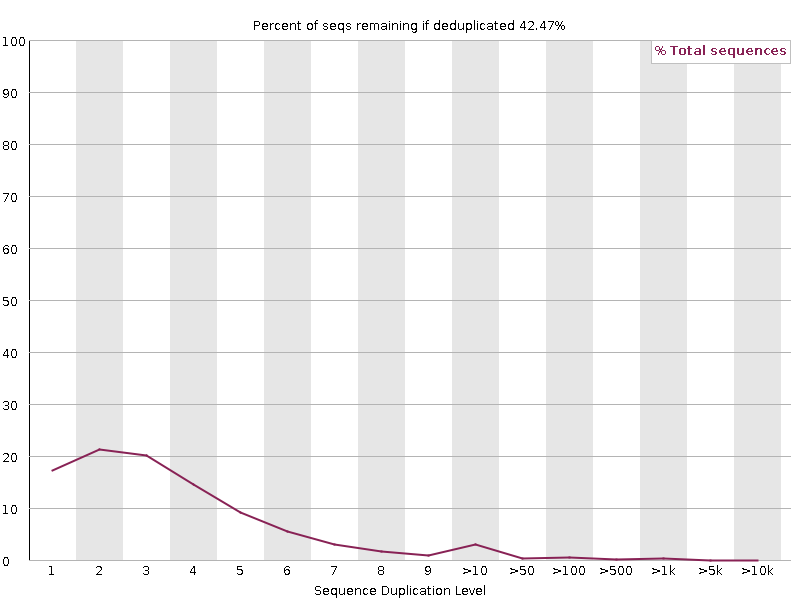 Percent of seqs remaining if deduplicated 42.47%
% Total sequences
100
90
80
70
60
50
40
30
20
10
0
1 2 3 4 5 6 7 8 9 >10 >50 >100 >500 >1k >5k >10k
Sequence Duplication Level